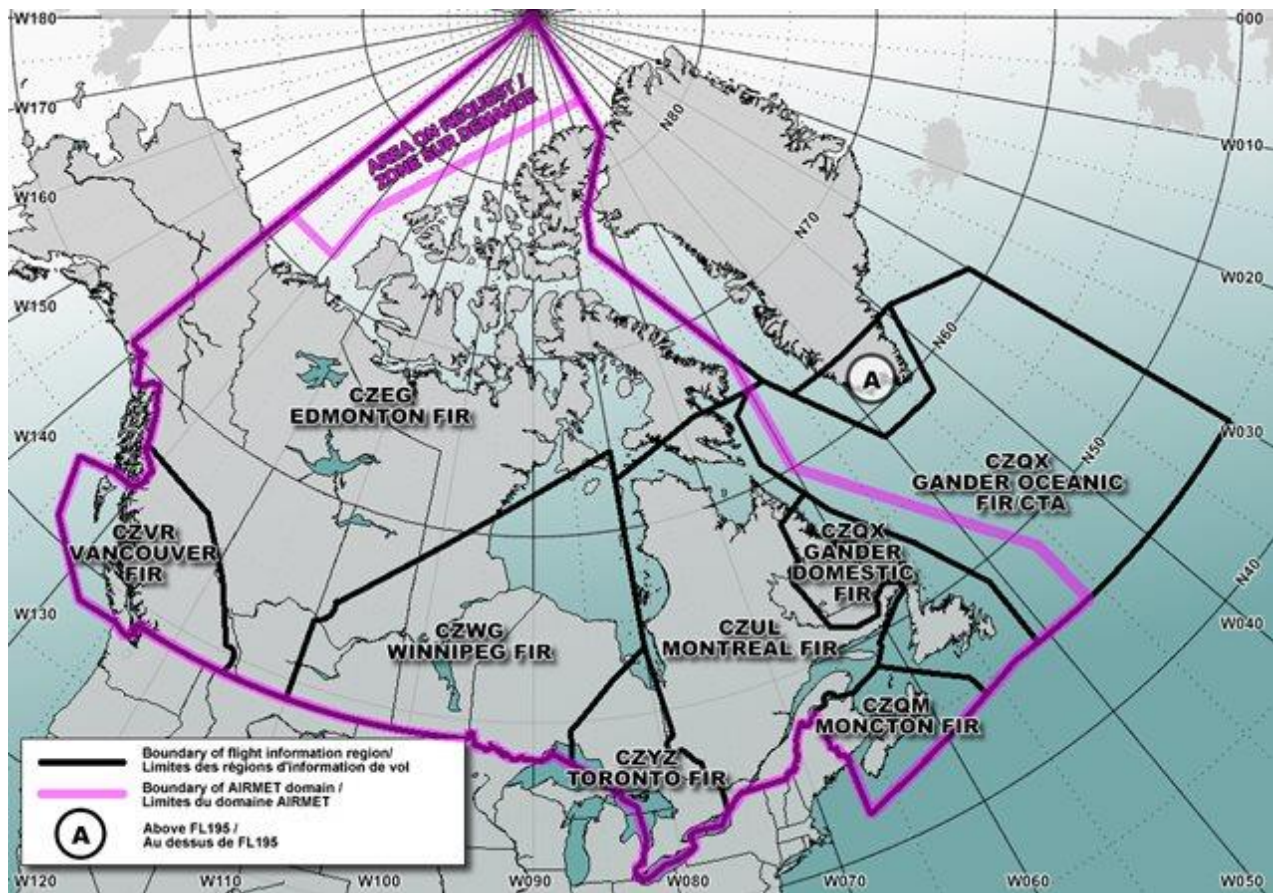 W180
000
W170
AREA ON REQUEST /
ZONE SUR DEMANDE
N80
W010
W160
N70
W020
W150
N60
A
CZEG
EDMONTON FIR
W140
W030
N50
CZQX
GANDER OCEANIC
FIR/CTA
CZVR
VANCOUVER
FIR
CZQX
GANDER
DOMESTIC
FIR
N40
W130
W040
CZWG
WINNIPEG FIR
CZUL
MONTREAL FIR
CZQM
MONCTON FIR
CZYZ
TORONTO FIR
Boundary of flight information region/
Limites des régions d'information de vol
Boundary of AIRMET domain /
Limites du domaine AIRMET
A
Above FL195 /
Au dessus de FL195
W120
W110
W100
W090
W080
W070
W060
W050